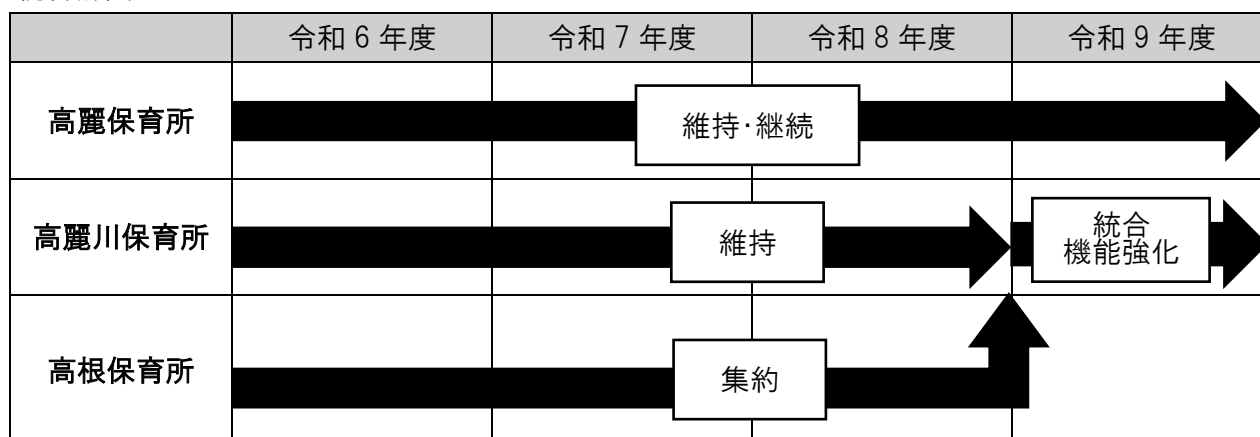 令和６年度 令和７年度 令和８年度 令和９年度
高麗保育所 維持・継続
高麗川保育所 維持 統合
機能強化
高根保育所 集約